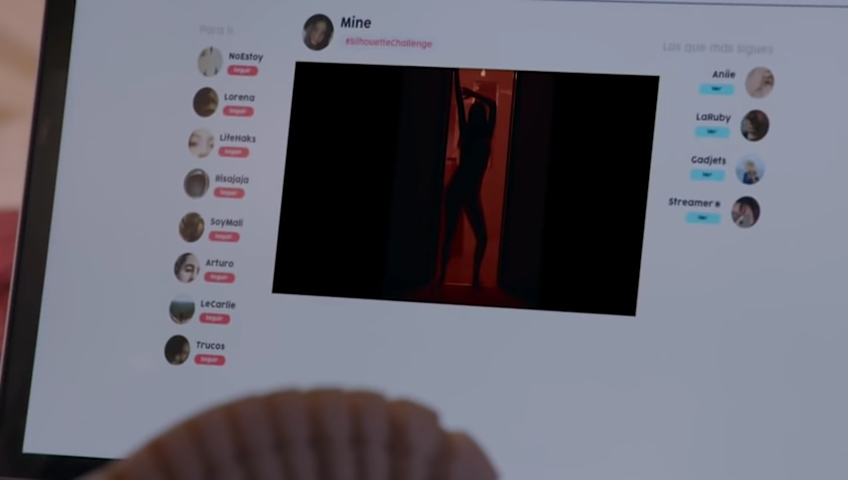 Para ti
NoEstoy
Seguir
Lorena
Seguir
LifeHaks
Seguir
Risajaja
Seguir
SoyMali
Seguir
Arturo
Seguir
LeCarlie
Seguir
Trucos
Seguir
Mine
#SilhouetteChallenge
Los que más sigues
Aniie
Ver
LaRuby
Ver
Gadjets
Ver
Streamer
Ver